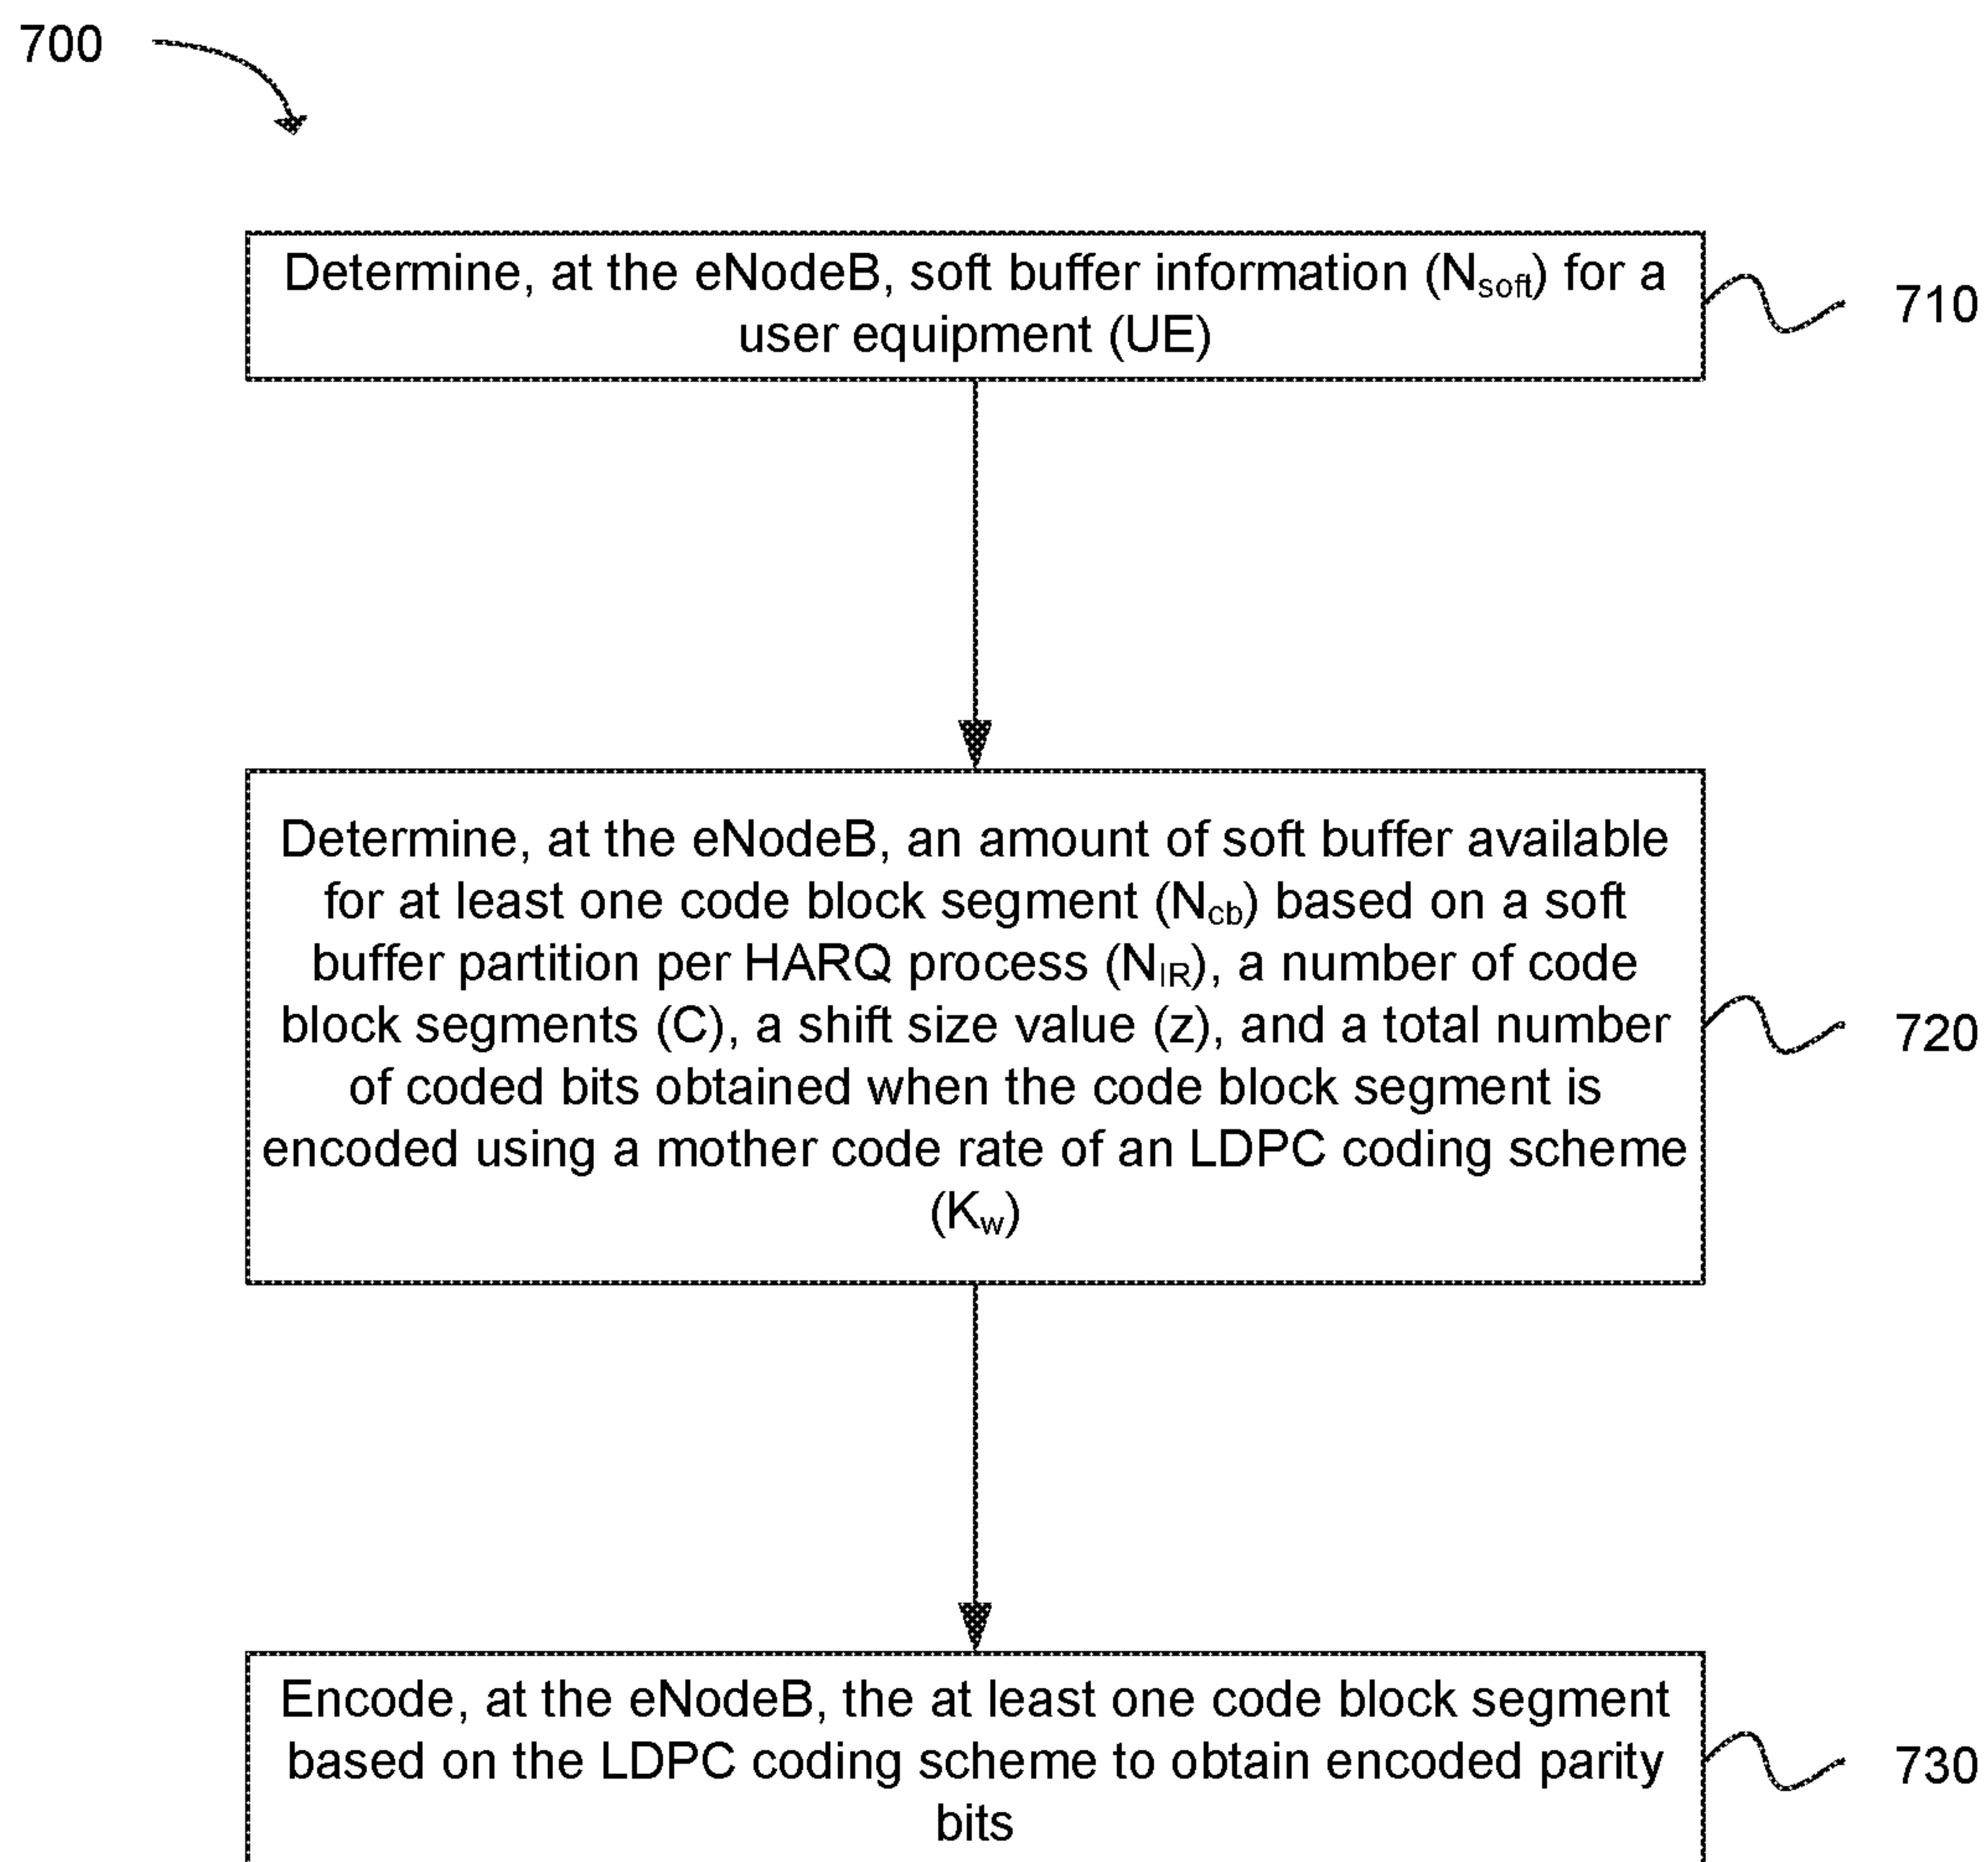 700
Determine, at the eNodeB, soft buffer information (Nsoft) for a
user equipment (UE)
710
Determine, at the eNodeB, an amount of soft buffer available
for at least one code block segment (Ncb) based on a soft
buffer partition per HARQ process (NIR), a number of code
block segments (C), a shift size value (z), and a total number
of coded bits obtained when the code block segment is
encoded using a mother code rate of an LDPC coding scheme
(Kw)
720
Encode, at the eNodeB, the at least one code block segment
based on the LDPC coding scheme to obtain encoded parity
bits
730